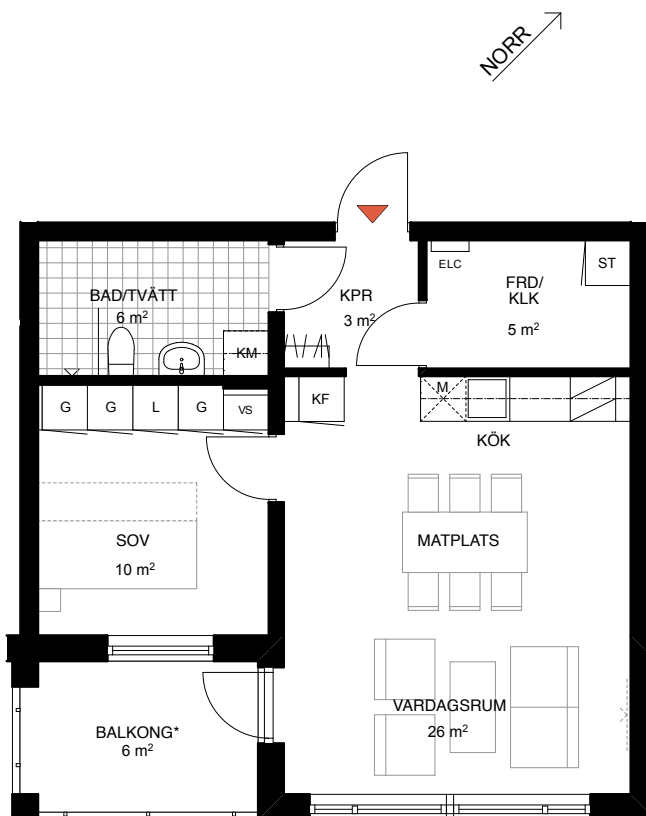 NORR
BAD/TVÄTT
6 m²
KPR
3 m²
ELC
FRD/
KLK
5 m²
ST
KM
G
G
L
G
VS
KF
M
KÖK
SOV
10 m²
MATPLATS
VARDAGSRUM
26 m²
BALKONG*
6 m²